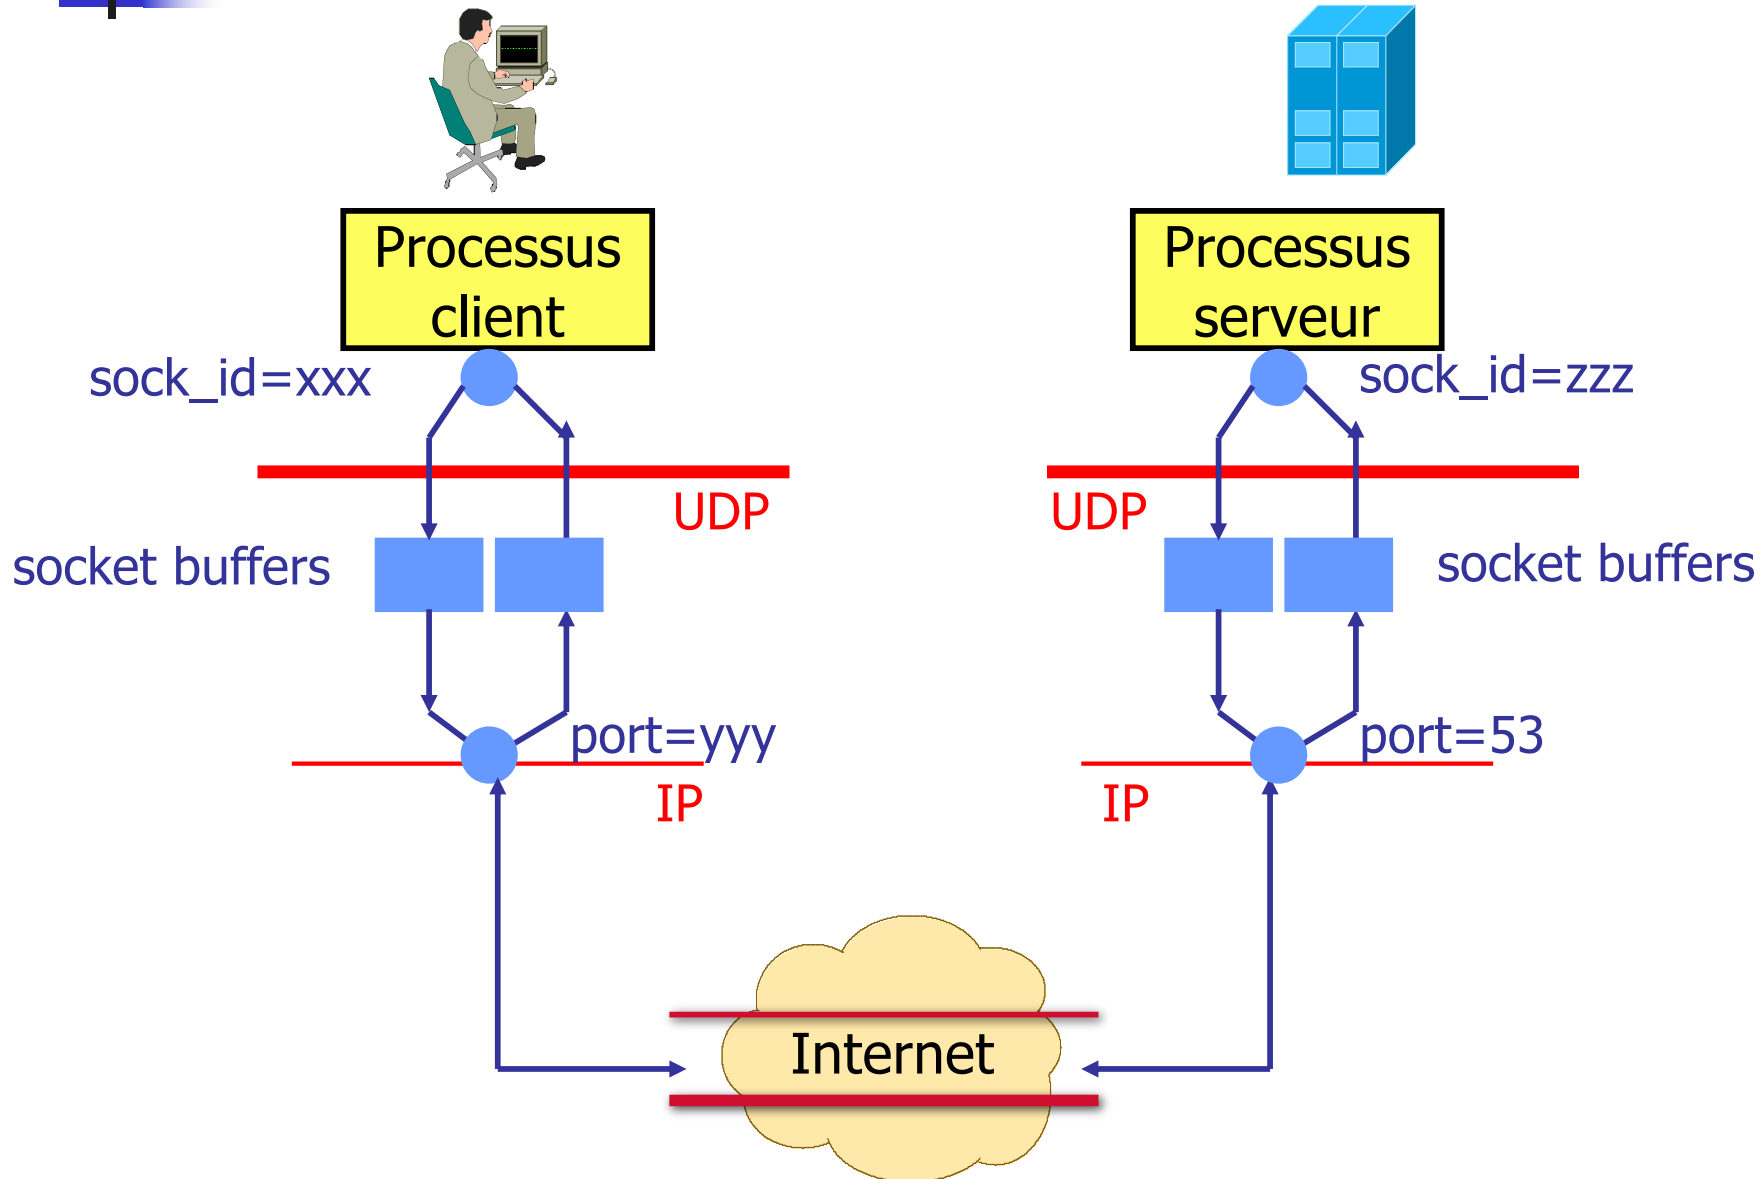 Processus
client
Processus
serveur
sock_id=xxx
sock_id=zzz
UDP
UDP
socket buffers
socket buffers
port=yyy
port=53
IP
IP
Internet